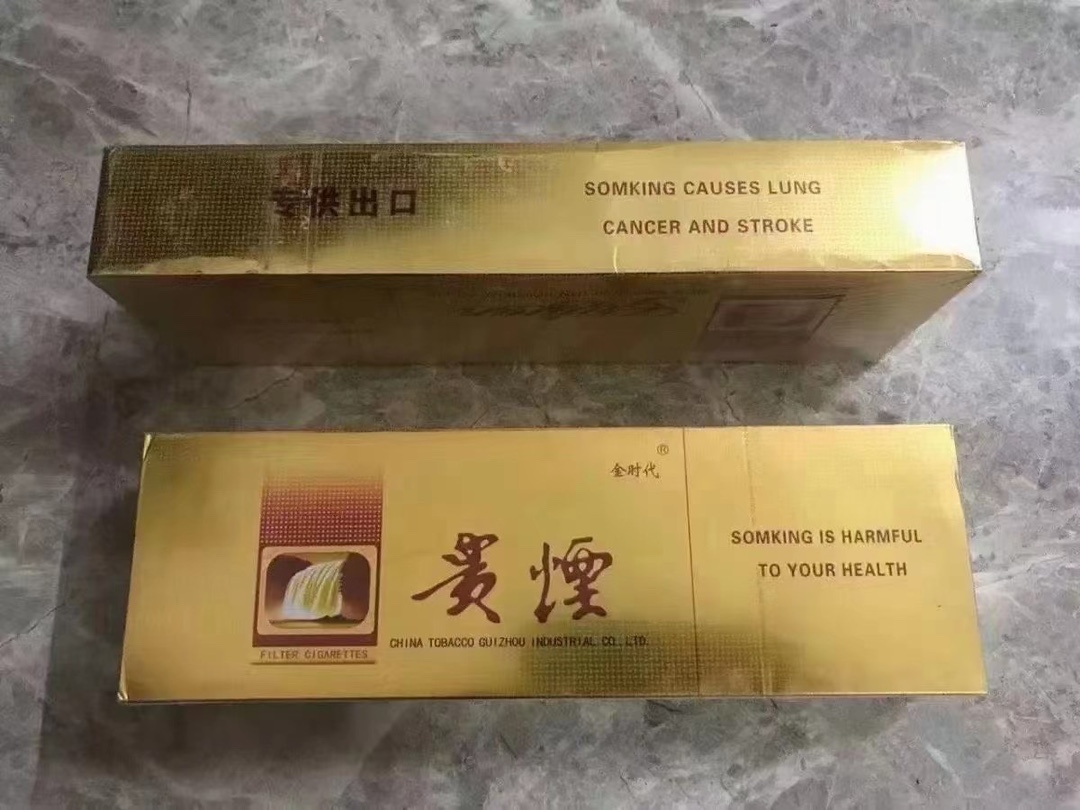 专供出口
SOMKING CAUSES LUNG
CANCER AND STROKE
金时代
®
貴煙
CHINA TOBACCO GUIZHOU INDUSTRIAL CO., LTD.
FILTER CIGARETTES
SOMKING IS HARMFUL
TO YOUR HEALTH